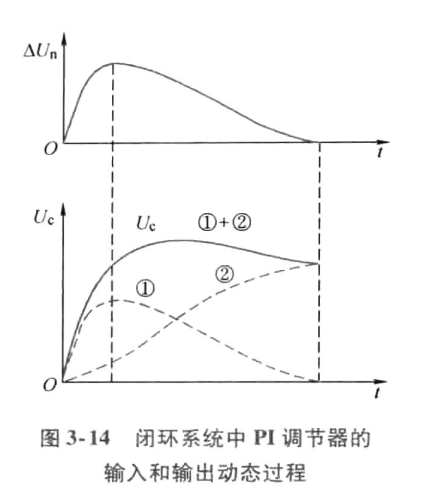 ΔUn
O
t
Uc
Uc
①+②
②
①
O
t
图 3-14 闭环系统中 PI 调节器的
输入和输出动态过程